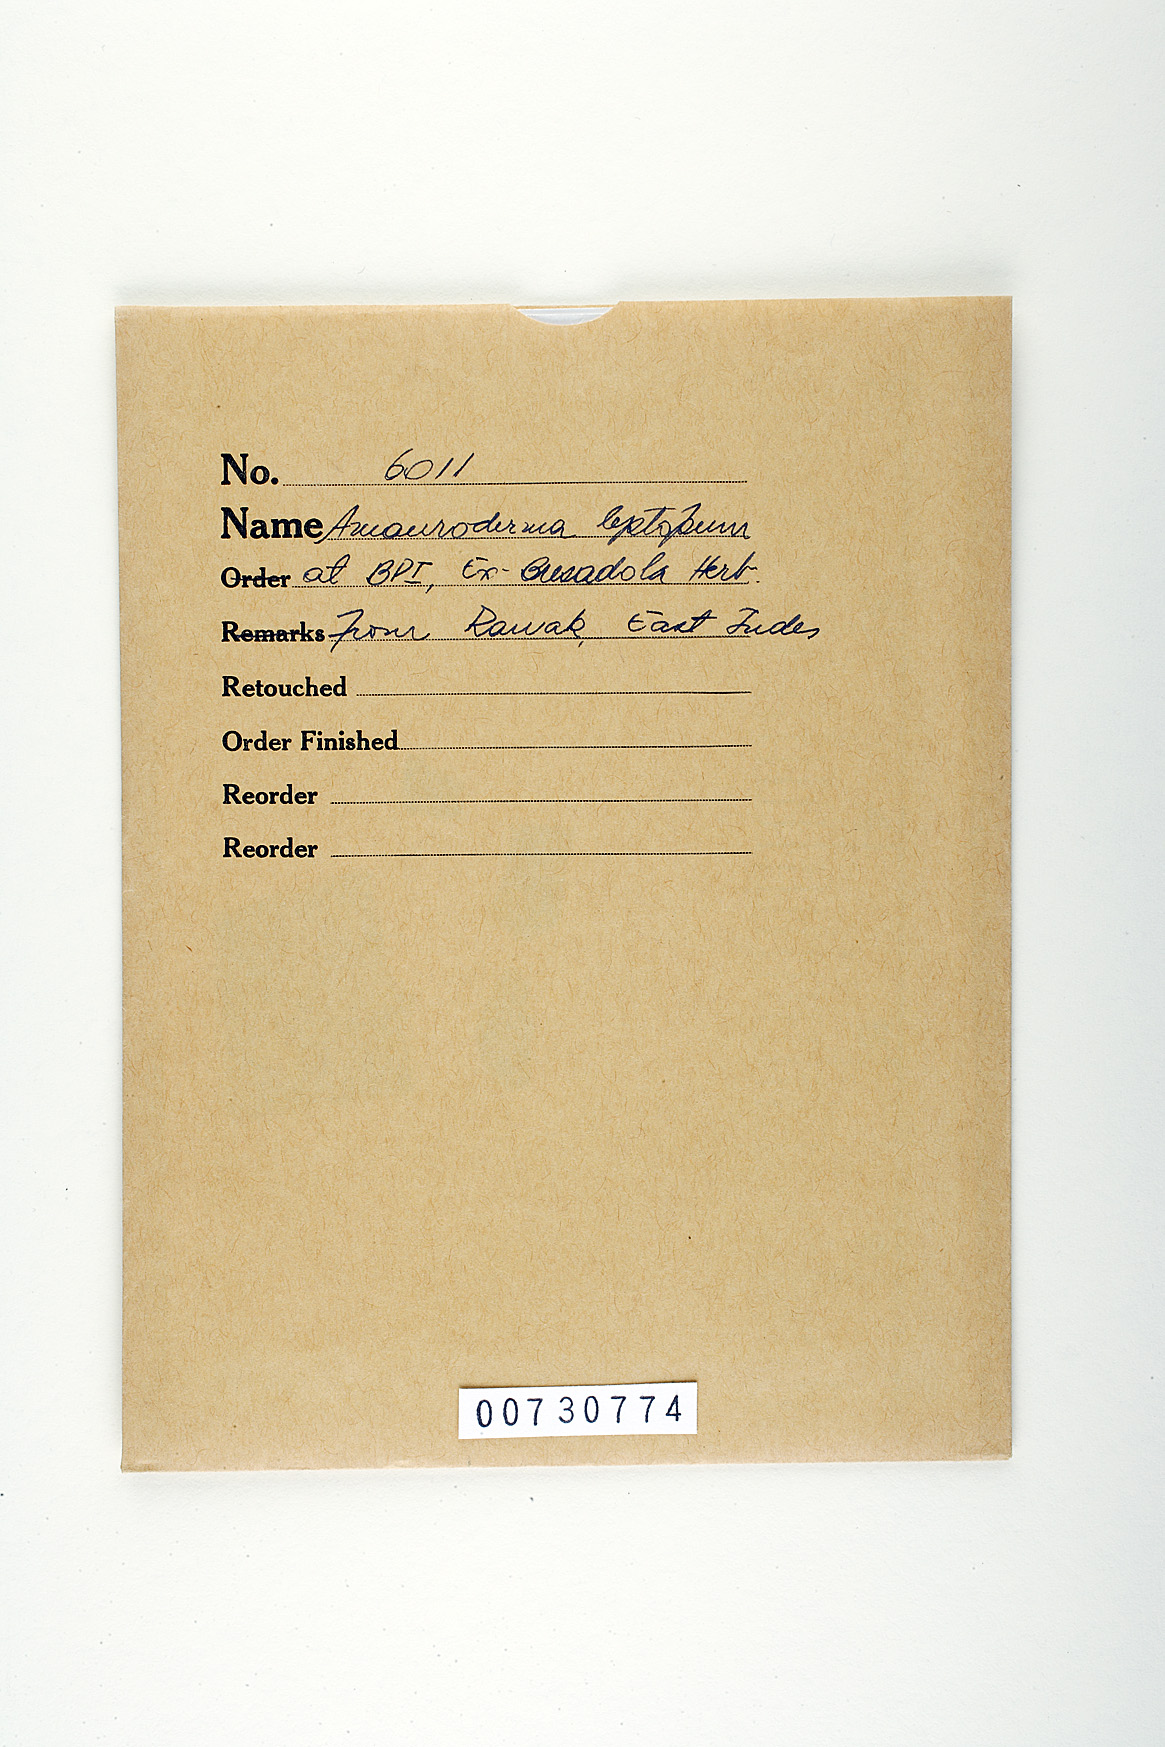 No. 6011
Name Amauroderma leptopum
Order at BPI, Ex- Bresadola Herb.
Remarks from Rawak, East Indes
Retouched
Order Finished
Reorder
Reorder
00730774